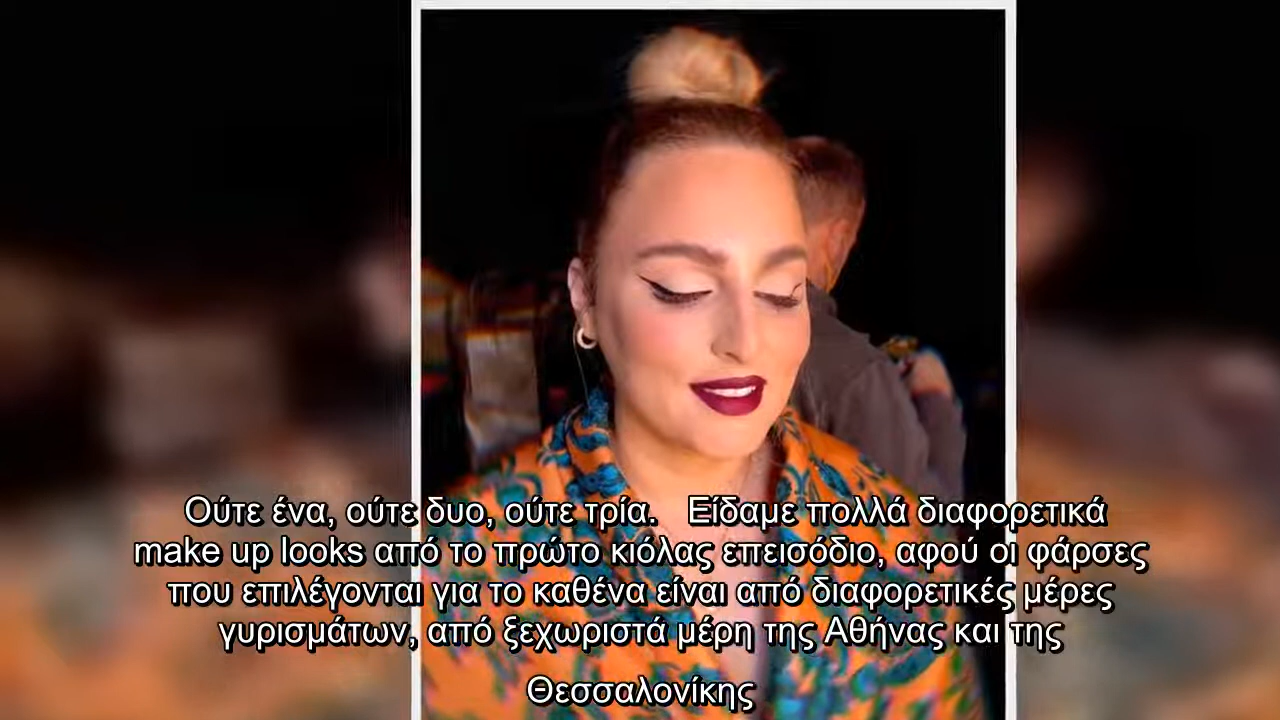 Ούτε ένα, ούτε δυο, ούτε τρία. Είδαμε πολλά διαφορετικά
make up looks από το πρώτο κιόλας επεισόδιο, αφού οι φάρσες
που επιλέγονται για το καθένα είναι από διαφορετικές μέρες
γυρισμάτων, από ξεχωριστά μέρη της Αθήνας και της
Θεσσαλονίκης